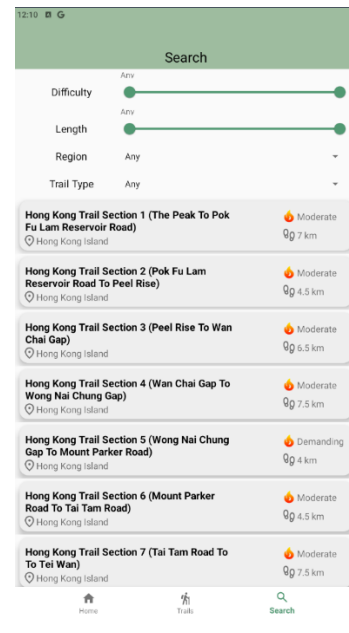 12:10 G
Search
Any
Difficulty
Any
Length
Region Any
Trail Type Any
Hong Kong Trail Section 1 (The Peak To Pok
Fu Lam Reservoir Road)
Hong Kong Island
Moderate
7 km
Hong Kong Trail Section 2 (Pok Fu Lam
Reservoir Road To Peel Rise)
Hong Kong Island
Moderate
4.5 km
Hong Kong Trail Section 3 (Peel Rise To Wan
Chai Gap)
Hong Kong Island
Moderate
6.5 km
Hong Kong Trail Section 4 (Wan Chai Gap To
Wong Nai Chung Gap)
Hong Kong Island
Moderate
7.5 km
Hong Kong Trail Section 5 (Wong Nai Chung
Gap To Mount Parker Road)
Hong Kong Island
Demanding
4 km
Hong Kong Trail Section 6 (Mount Parker
Road To Tai Tam Road)
Hong Kong Island
Moderate
4.5 km
Hong Kong Trail Section 7 (Tai Tam Road To
To Tei Wan)
Hong Kong Island
Moderate
7.5 km
Home Trails Search